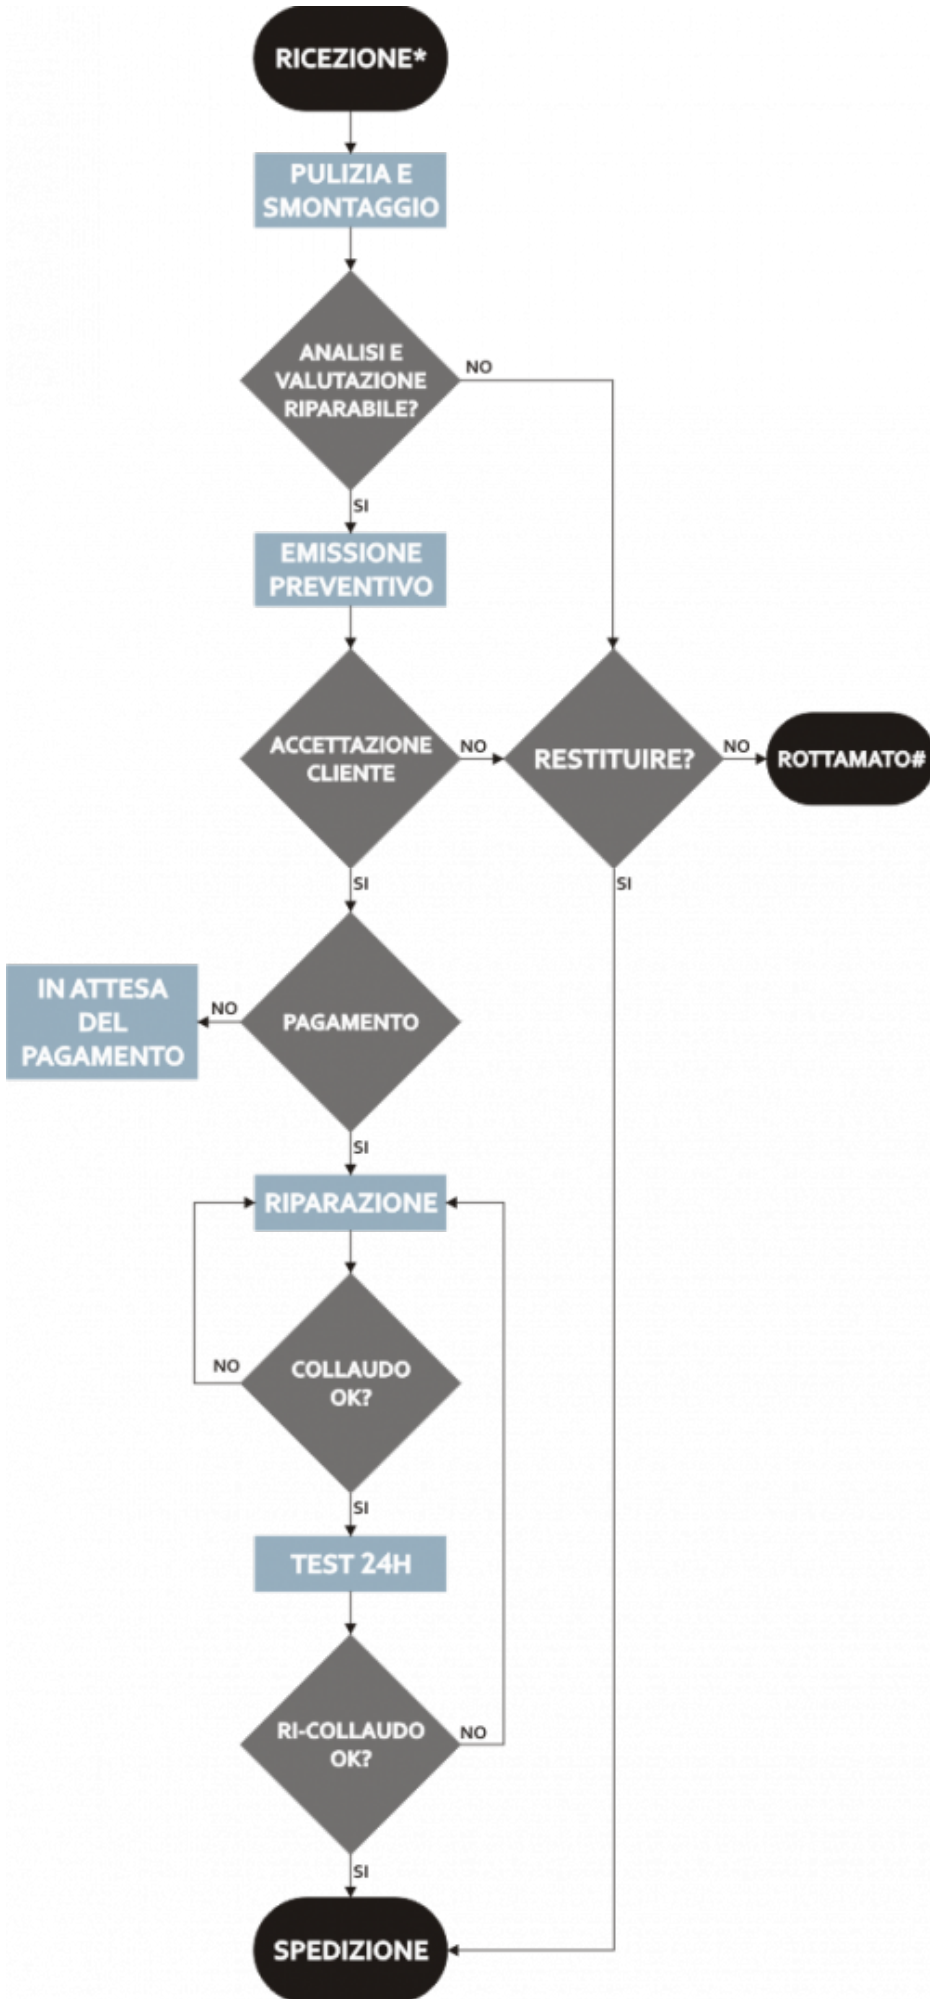 RICEZIONE*
PULIZIA E
SMONTAGGIO
ANALISI E
VALUTAZIONE
RIPARABILE?
NO
SI
EMISSIONE
PREVENTIVO
ACCETTAZIONE
CLIENTE
NO
RESTITUIRE?
NO
ROTTAMATO#
SI
SI
IN ATTESA
DEL
PAGAMENTO
NO
PAGAMENTO
SI
RIPARAZIONE
COLLAUDO
OK?
NO
SI
TEST 24H
RI-COLLAUDO
OK?
NO
SI
SPEDIZIONE